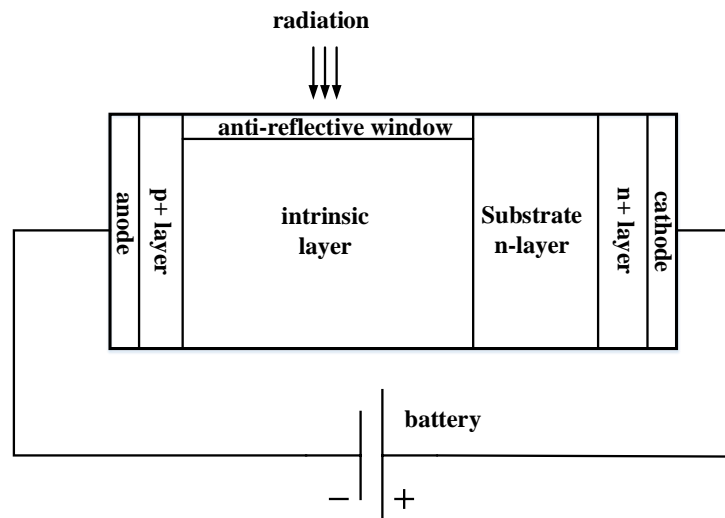 radiation
anti-reflective window
anode
p+ layer
intrinsic
layer
Substrate
n-layer
n+ layer
cathode
battery
− +